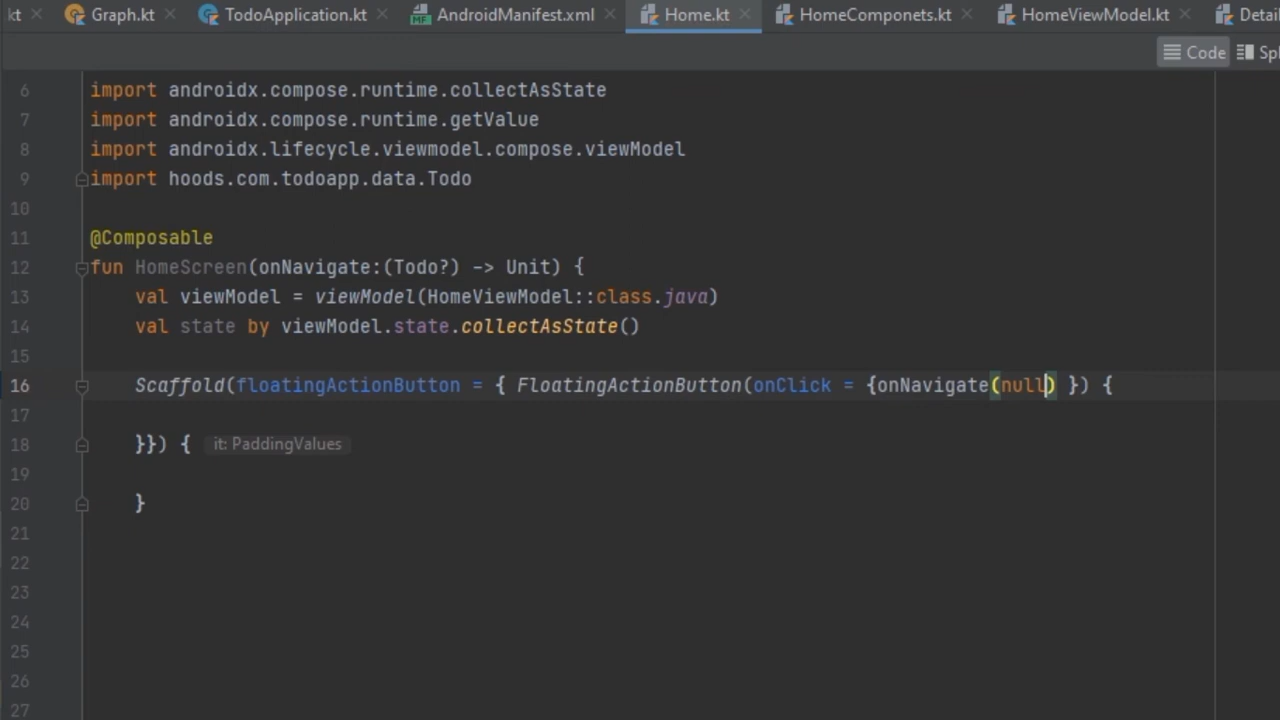 kt Graph.kt TodoApplication.kt AndroidManifest.xml Home.kt HomeComponets.kt HomeViewModel.kt Detai
Code Spl
6 import androidx.compose.runtime.collectAsState
7 import androidx.compose.runtime.getValue
8 import androidx.lifecycle.viewmodel.compose.viewModel
9 import hoods.com.todoapp.data.Todo
10
11 @Composable
12 fun HomeScreen(onNavigate:(Todo?) -> Unit) {
13 val viewModel = viewModel(HomeViewModel::class.java)
14 val state by viewModel.state.collectAsState()
15
16 Scaffold(floatingActionButton = { FloatingActionButton(onClick = {onNavigate(null) }) {
17
18 }}) { it: PaddingValues
19
20 }
21
22
23
24
25
26
27